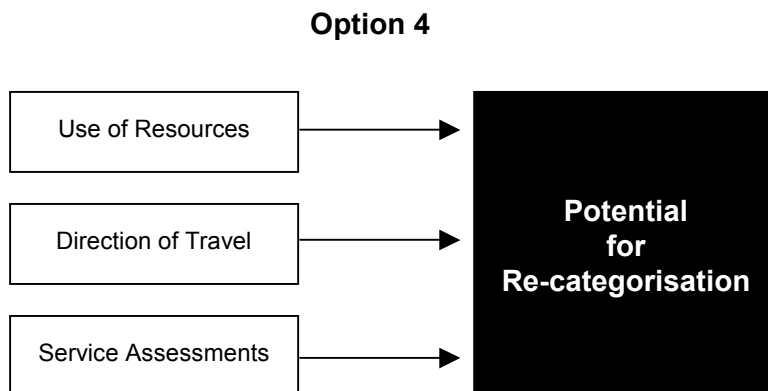 Option 4
Use of Resources
Direction of Travel
Service Assessments
Potential
for
Re-categorisation